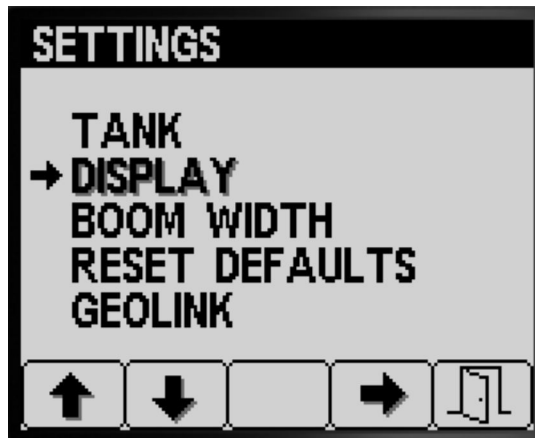 SETTINGS
TANK
DISPLAY
BOOM WIDTH
RESET DEFAULTS
GEOLINK